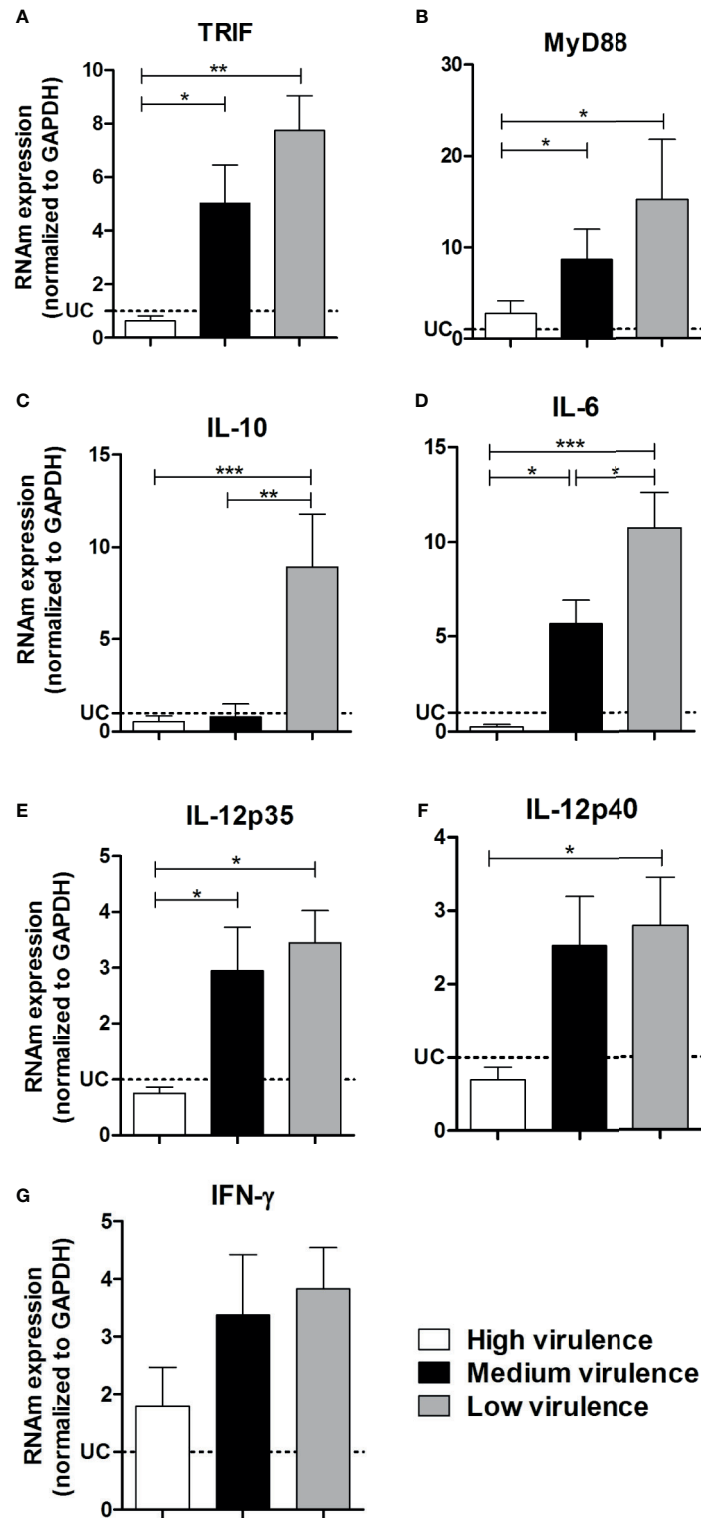 A
TRIF
RNAm expression
(normalized to GAPDH)
10
8
6
4
2
UC
0
*
**
B
MyD88
30
20
10
UC
0
*
*
C
IL-10
RNAm expression
(normalized to GAPDH)
15
10
5
UC
0
***
**
D
IL-6
15
10
5
UC
0
***
*
*
E
IL-12p35
RNAm expression
(normalized to GAPDH)
5
4
3
2
UC
0
*
*
F
IL-12p40
4
3
2
UC
0
*
G
IFN-γ
RNAm expression
(normalized to GAPDH)
5
4
3
2
UC
0
High virulence
Medium virulence
Low virulence